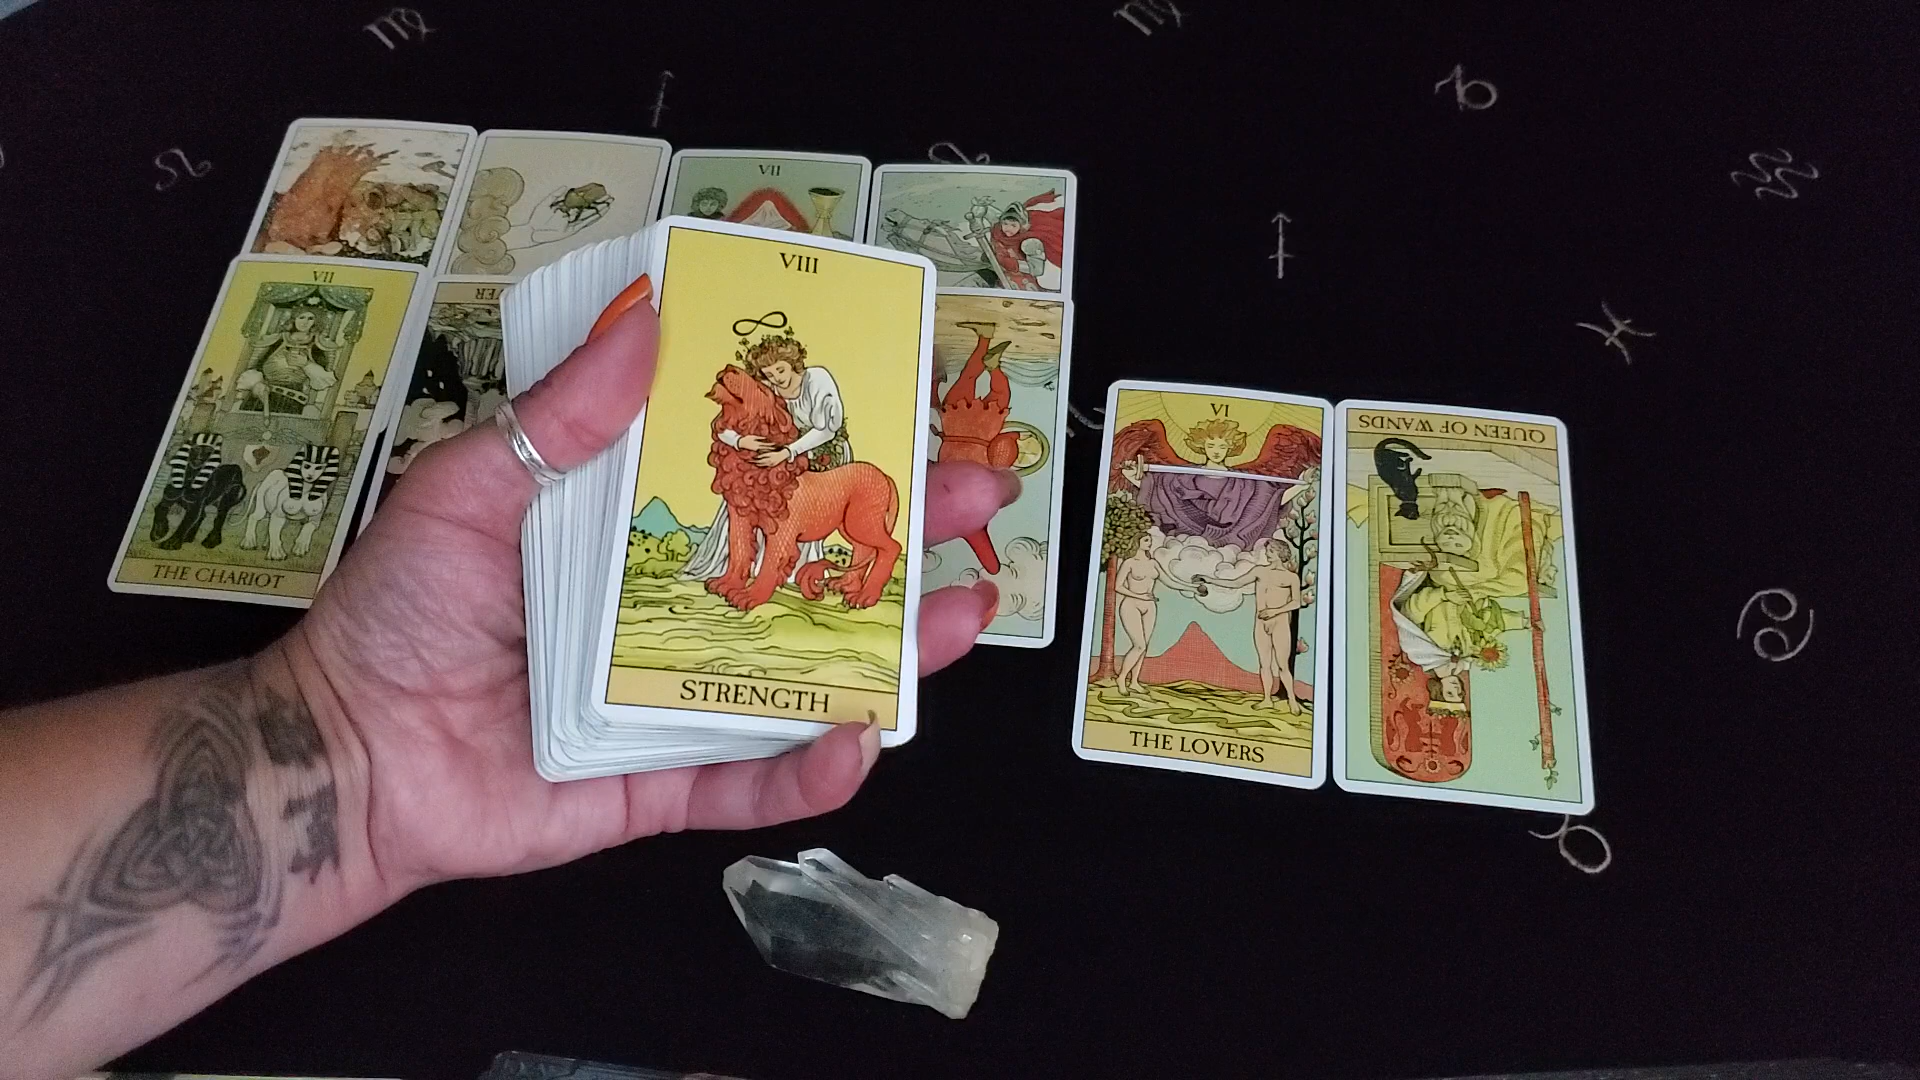 VII
VIII
STRENGTH
VII
THE CHARIOT
VI
THE LOVERS
QUEEN OF WANDS